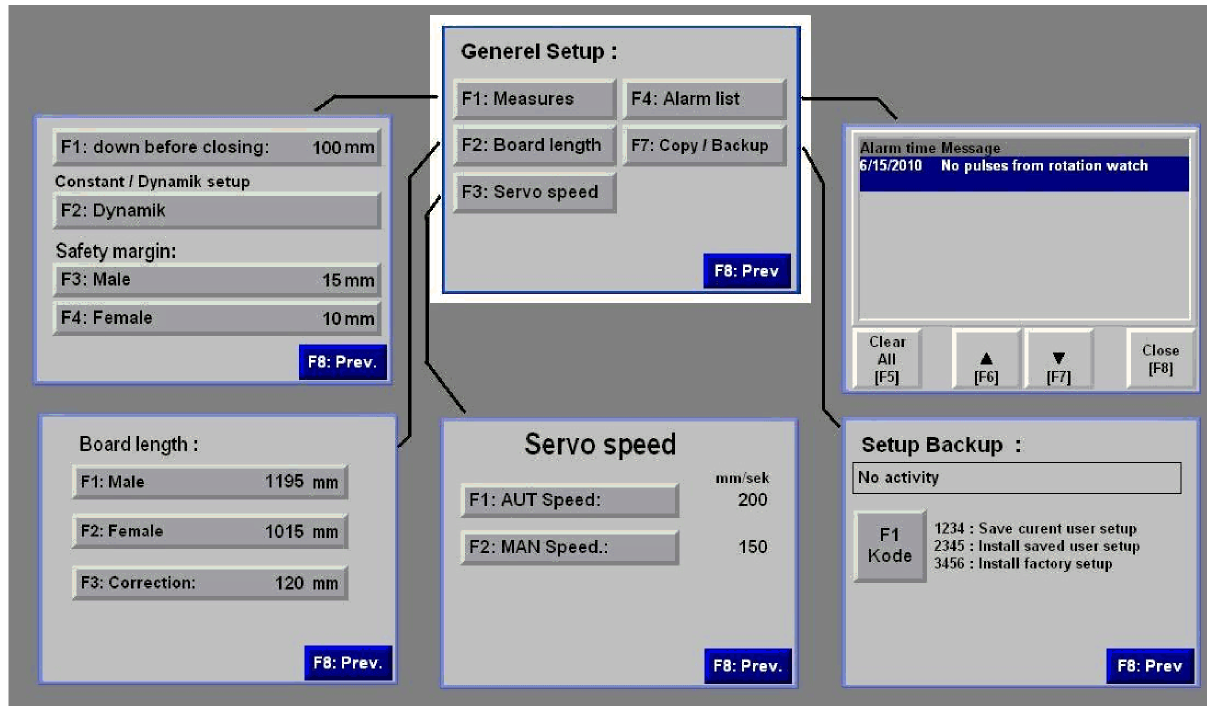 Generel Setup :
F1: Measures
F4: Alarm list
F2: Board length
F7: Copy / Backup
F3: Servo speed
F8: Prev
F1: down before closing: 100 mm
Constant / Dynamik setup
F2: Dynamik
Safety margin:
F3: Male 15 mm
F4: Female 10 mm
F8: Prev.
Alarm time Message
6/15/2010 No pulses from rotation watch
Clear
All
[F5]
▲
[F6]
▼
[F7]
Close
[F8]
Board length :
F1: Male 1195 mm
F2: Female 1015 mm
F3: Correction: 120 mm
F8: Prev.
Servo speed
mm/sek
F1: AUT Speed: 200
F2: MAN Speed.: 150
F8: Prev.
Setup Backup :
No activity
F1
Kode
1234 : Save curent user setup
2345 : Install saved user setup
3456 : Install factory setup
F8: Prev